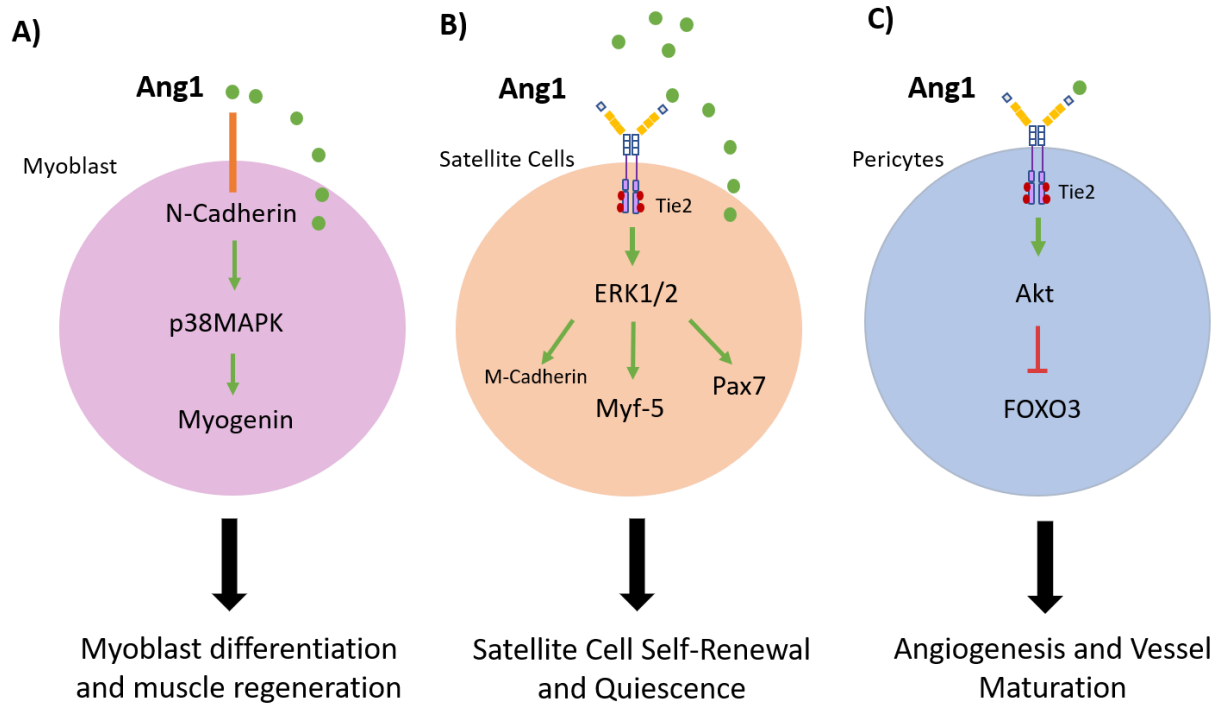 A)
Ang1
Myoblast
N-Cadherin
p38MAPK
Myogenin
Myoblast differentiation
and muscle regeneration
B)
Ang1
Satellite Cells
Tie2
ERK1/2
M-Cadherin
Myf-5
Pax7
Satellite Cell Self-Renewal
and Quiescence
C)
Ang1
Pericytes
Tie2
Akt
FOXO3
Angiogenesis and Vessel
Maturation